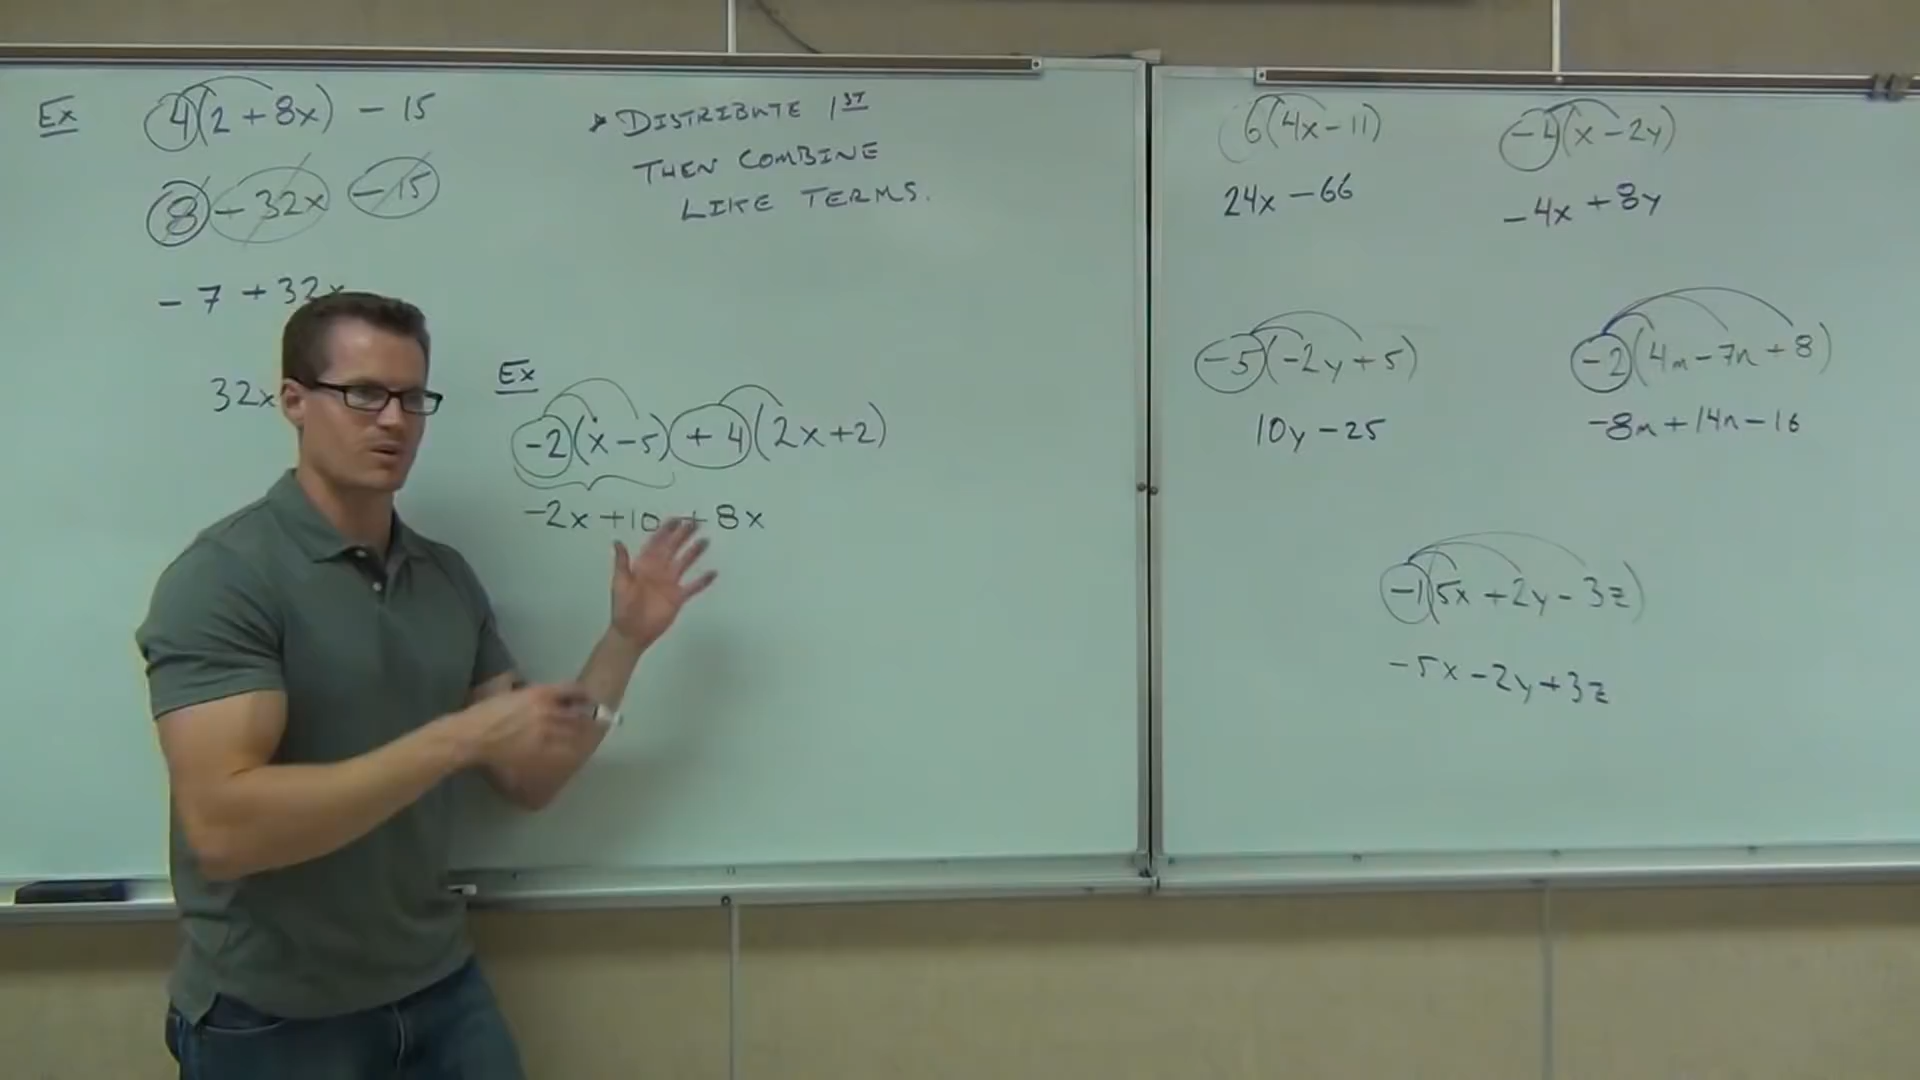 Ex
4(2 + 8x) - 15
8 + 32x - 15
- 7 + 32x
32x
* DISTRIBUTE 1ST
THEN COMBINE
LIKE TERMS.
Ex
-2(x - 5) + 4(2x + 2)
-2x + 10 + 8x
6(4x - 11)
24x - 66
-4(x - 2y)
-4x + 8y
-5(-2y + 5)
10y - 25
-2(4m - 7n + 8)
-8m + 14n - 16
-1(5x + 2y - 3z)
-5x - 2y + 3z